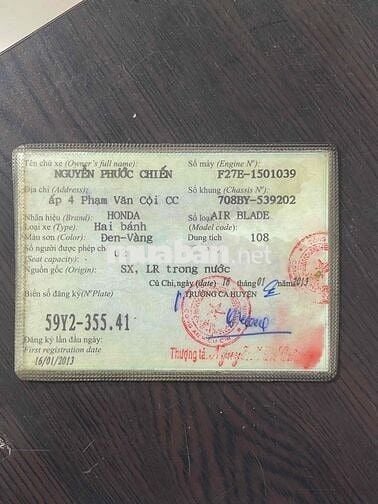 Tên chủ xe (Owner's full name): Số máy (Engine N°):
NGUYỄN PHƯỚC CHIẾN F27E-1501039
Địa chỉ (Address): Số khung (Chassis N°):
ấp 4 Phạm Văn Cội CC 708BY-539202
Nhãn hiệu (Brand): HONDA Số loại AIR BLADE
Loại xe (Type): Hai bánh (Model code):
Màu sơn (Color): Đen-Vàng Dung tích 108
Số người được phép chở
Seat capacity) -
Nguồn gốc (Origin): SX, LR trong nước
Củ Chi, ngày (date) 16 tháng 01 2013
Biển số đăng ký (N° Plate) TRƯỞNG CA HUYỆN
59Y2-355.41
Đăng ký lần đầu ngày:
First registration date
16/01/2013
Thượng tá
muaban.net